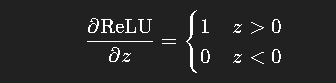 ∂ReLU/∂z = { 1 z > 0
0 z < 0